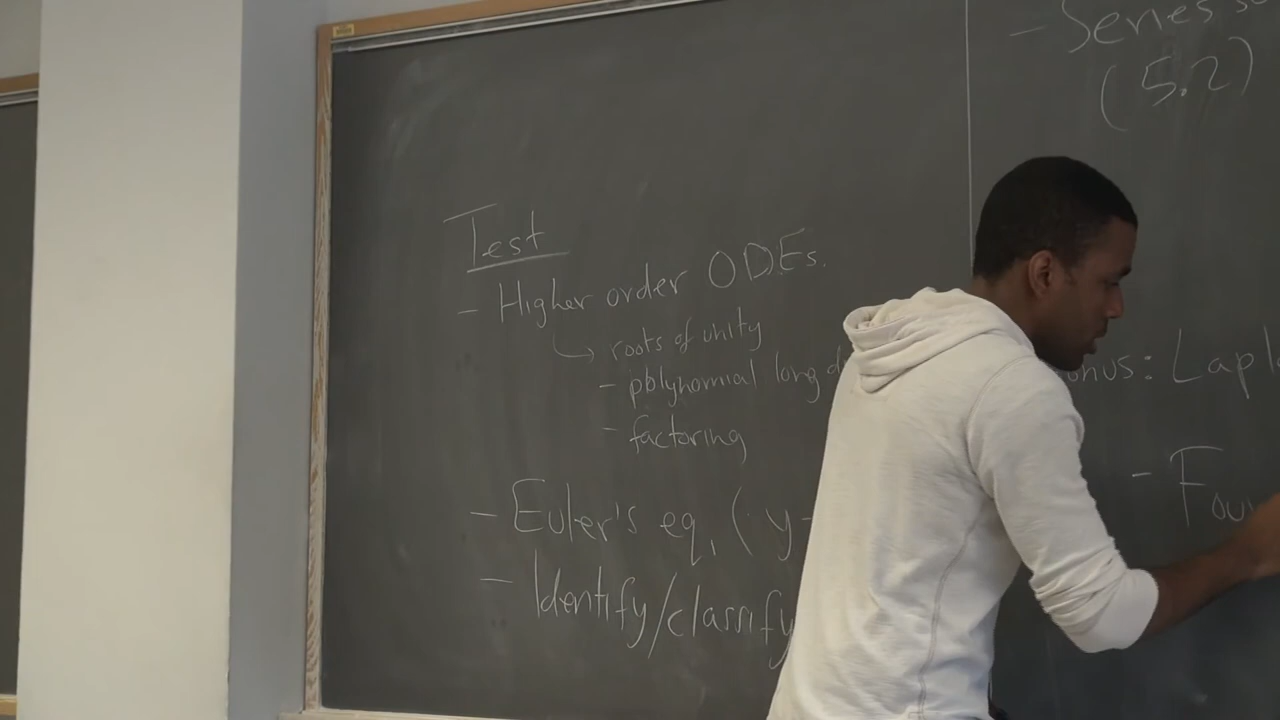 Test
- Higher order ODEs.
↳ roots of unity
- polynomial long d
- factoring
- Euler's eq, (y-
- Identify/classify
- Series s
(5.2)
onus: Lapl
- Fou